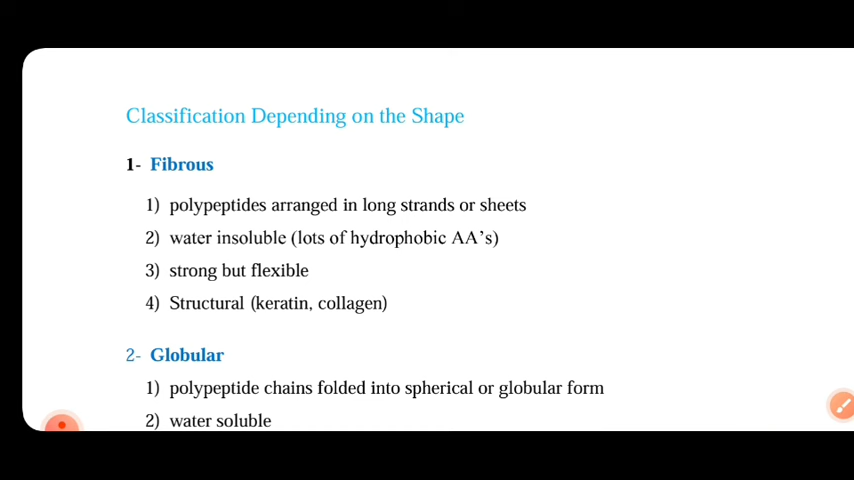 Classification Depending on the Shape
1- Fibrous
1) polypeptides arranged in long strands or sheets
2) water insoluble (lots of hydrophobic AA’s)
3) strong but flexible
4) Structural (keratin, collagen)
2- Globular
1) polypeptide chains folded into spherical or globular form
2) water soluble